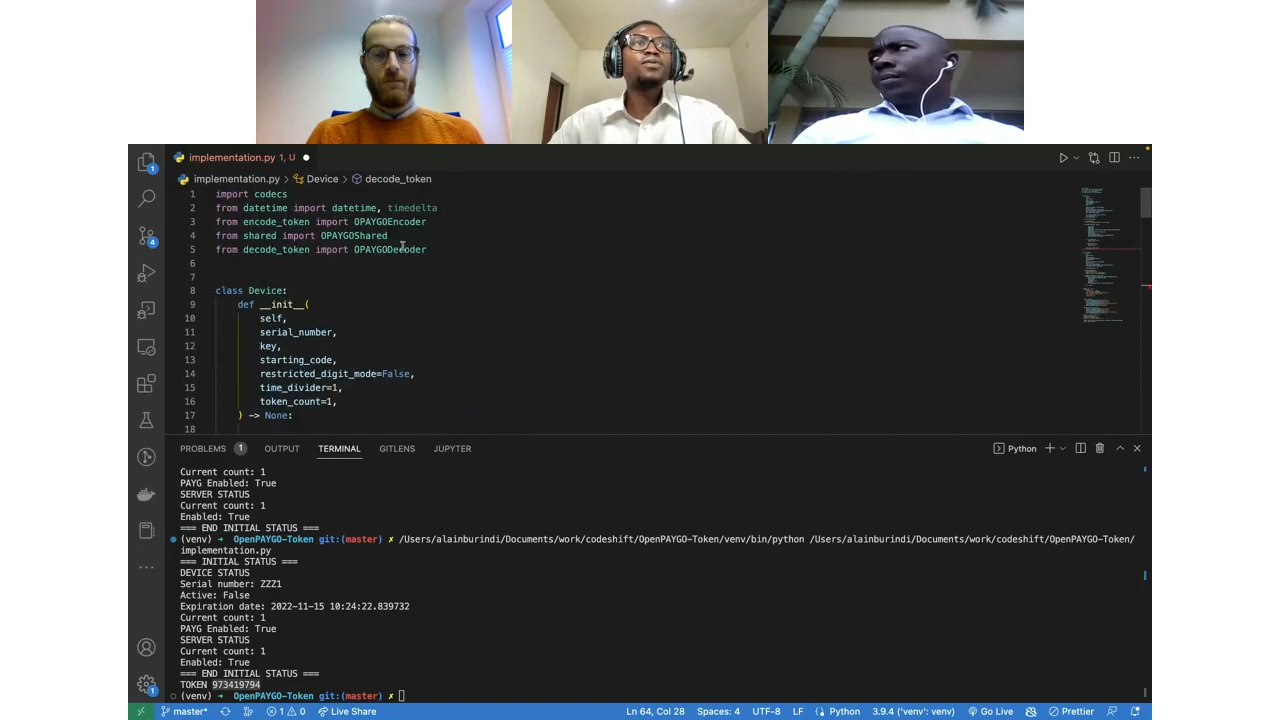 implementation.py 1, U
implementation.py > Device > decode_token
1 import codecs
2 from datetime import datetime, timedelta
3 from encode_token import OPAYGOEncoder
4 from shared import OPAYGOShared
5 from decode_token import OPAYGODecoder
6
7
8 class Device:
9 def __init__(
10 self,
11 serial_number,
12 key,
13 starting_code,
14 restricted_digit_mode=False,
15 time_divider=1,
16 token_count=1,
17 ) -> None:
18
PROBLEMS 1 OUTPUT TERMINAL GITLENS JUPYTER Python
Current count: 1
PAYG Enabled: True
SERVER STATUS
Current count: 1
Enabled: True
=== END INITIAL STATUS ===
(venv) ➜ OpenPAYGO-Token git:(master) ✗ /Users/alainburindi/Documents/work/codeshift/OpenPAYGO-Token/venv/bin/python /Users/alainburindi/Documents/work/codeshift/OpenPAYGO-Token/
implementation.py
=== INITIAL STATUS ===
DEVICE STATUS
Serial number: ZZZ1
Active: False
Expiration date: 2022-11-15 10:24:22.839732
Current count: 1
PAYG Enabled: True
SERVER STATUS
Current count: 1
Enabled: True
=== END INITIAL STATUS ===
TOKEN 973419794
(venv) ➜ OpenPAYGO-Token git:(master) ✗
1
4
1
master* 1 0 Live Share Ln 64, Col 28 Spaces: 4 UTF-8 LF Python 3.9.4 ('venv': venv) Go Live Prettier